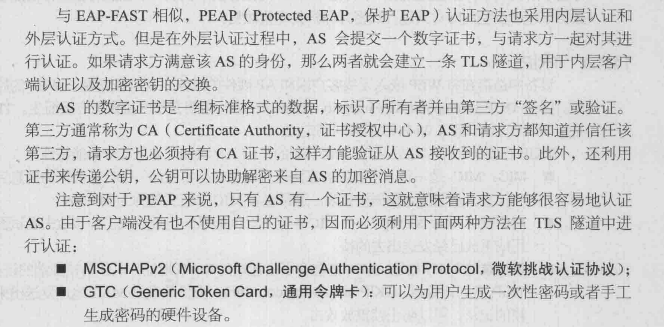 与 EAP-FAST 相似，PEAP（Protected EAP，保护 EAP）认证方法也采用内层认证和
外层认证方式。但是在外层认证过程中，AS 会提交一个数字证书，与请求方一起对其进
行认证。如果请求方满意该 AS 的身份，那么两者就会建立一条 TLS 隧道，用于内层客户
端认证以及加密密钥的交换。
AS 的数字证书是一组标准格式的数据，标识了所有者并由第三方“签名”或验证。
第三方通常称为 CA（Certificate Authority，证书授权中心），AS 和请求方都知道并信任该
第三方，请求方也必须持有 CA 证书，这样才能验证从 AS 接收到的证书。此外，还利用
证书来传递公钥，公钥可以协助解密来自 AS 的加密消息。
注意到对于 PEAP 来说，只有 AS 有一个证书，这就意味着请求方能够很容易地认证
AS。由于客户端没有也不使用自己的证书，因而必须利用下面两种方法在 TLS 隧道中进
行认证：
■ MSCHAPv2（Microsoft Challenge Authentication Protocol，微软挑战认证协议）；
■ GTC（Generic Token Card，通用令牌卡）：可以为用户生成一次性密码或者手工
生成密码的硬件设备。